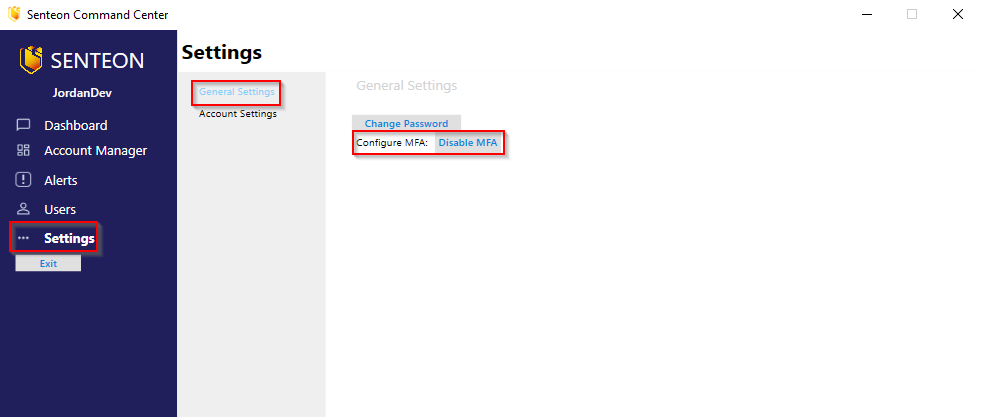 Senteon Command Center
SENTEON
JordanDev
Dashboard
Account Manager
Alerts
Users
Settings
Exit
Settings
General Settings
Account Settings
General Settings
Change Password
Configure MFA: Disable MFA